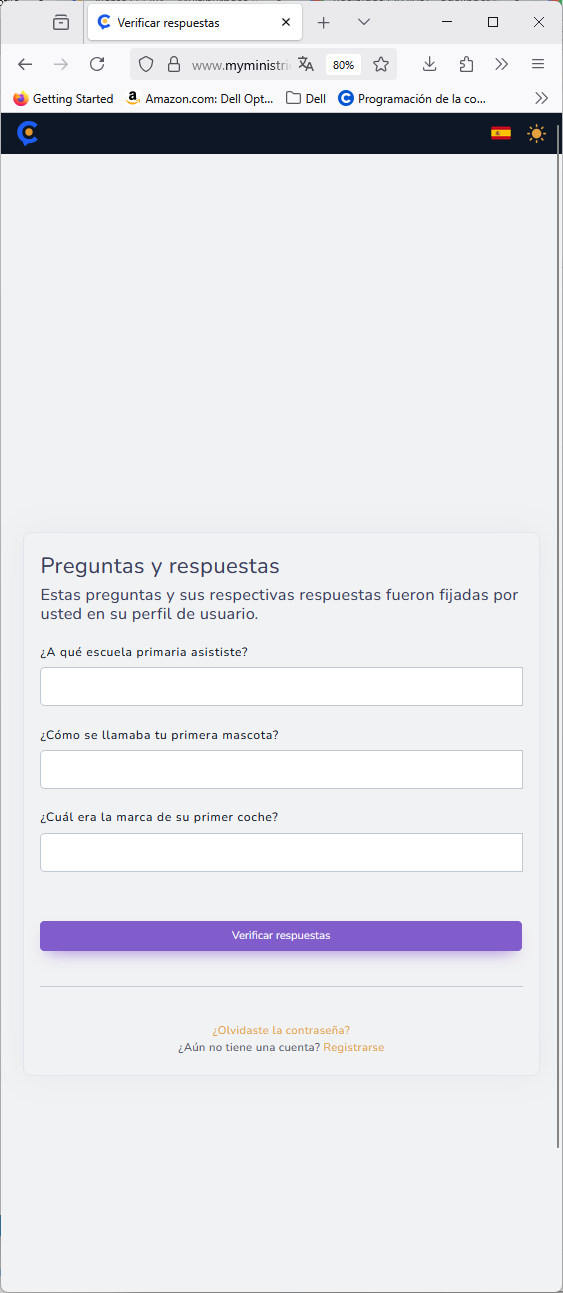 Verificar respuestas
www.myministri
80%
Getting Started
Amazon.com: Dell Opt...
Dell
Programación de la co...
Preguntas y respuestas
Estas preguntas y sus respectivas respuestas fueron fijadas por
usted en su perfil de usuario.
¿A qué escuela primaria asististe?
¿Cómo se llamaba tu primera mascota?
¿Cuál era la marca de su primer coche?
Verificar respuestas
¿Olvidaste la contraseña?
¿Aún no tiene una cuenta? Registrarse